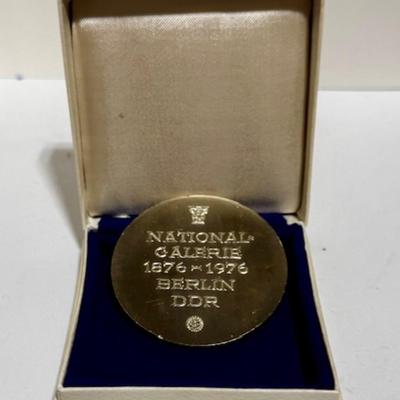 NATIONAL-
GALERIE
1876-1976
BERLIN
DDR